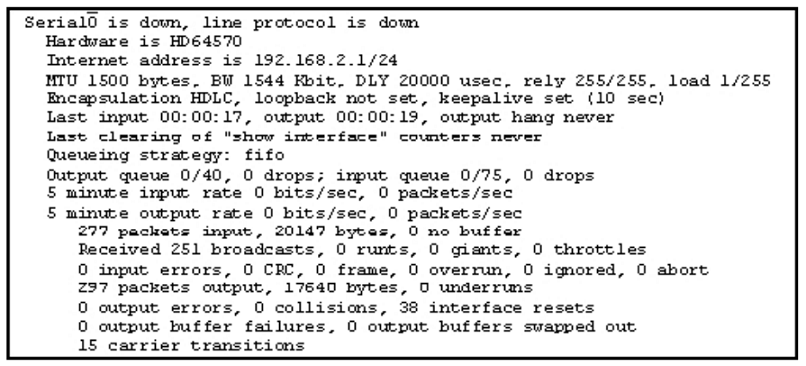 Serial0 is down, line protocol is down
Hardware is HD64570
Internet address is 192.168.2.1/24
MTU 1500 bytes, BW 1544 Kbit, DLY 20000 usec, rely 255/255, load 1/255
Encapsulation HDLC, loopback not set, keepalive set (10 sec)
Last input 00:00:17, output 00:00:19, output hang never
Last clearing of "show interface" counters never
Queueing strategy: fifo
Output queue 0/40, 0 drops; input queue 0/75, 0 drops
5 minute input rate 0 bits/sec, 0 packets/sec
5 minute output rate 0 bits/sec, 0 packets/sec
277 packets input, 20147 bytes, 0 no buffer
Received 251 broadcasts, 0 runts, 0 giants, 0 throttles
0 input errors, 0 CRC, 0 frame, 0 overrun, 0 ignored, 0 abort
297 packets output, 17640 bytes, 0 underruns
0 output errors, 0 collisions, 38 interface resets
0 output buffer failures, 0 output buffers swapped out
15 carrier transitions